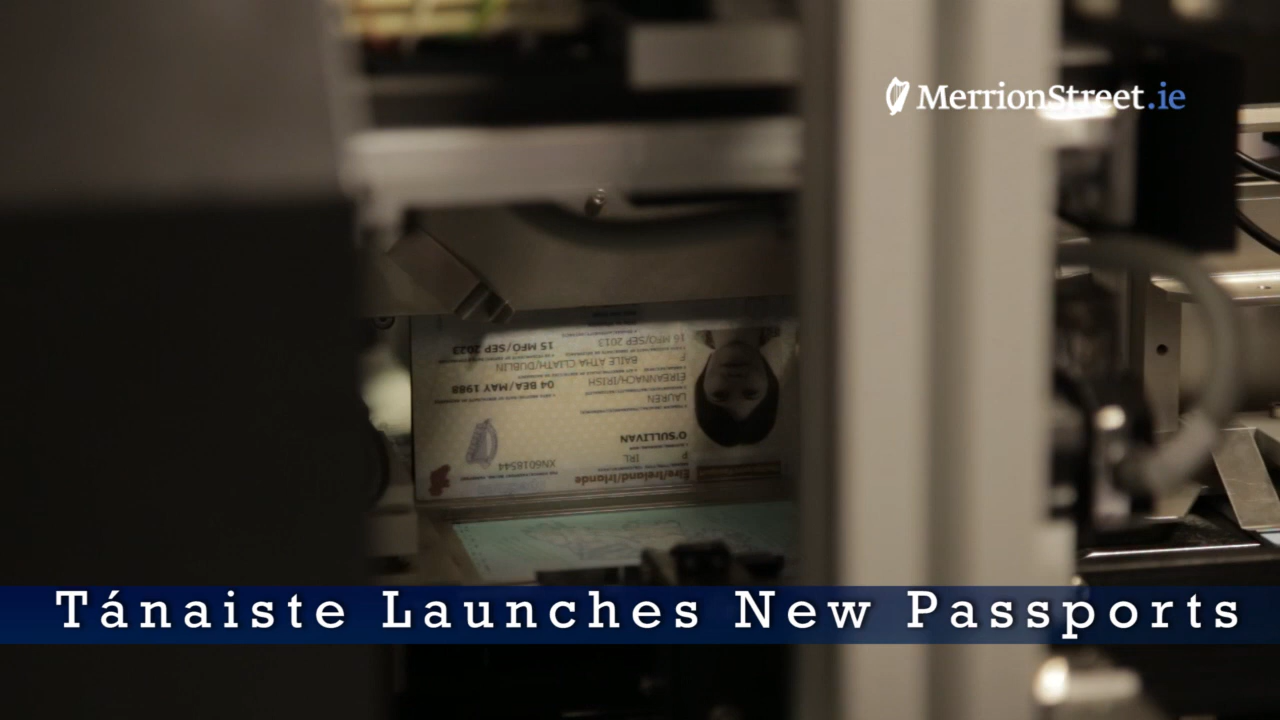 MerrionStreet.ie
Éire/Ireland/Irlande
P IRL XN6018544
O'SULLIVAN
LAUREN
ÉIREANNACH/IRISH 04 BEA/MAY 1988
F BAILE ÁTHA CLIATH/DUBLIN
16 MFO/SEP 2013 15 MFO/SEP 2023
Tánaiste Launches New Passports